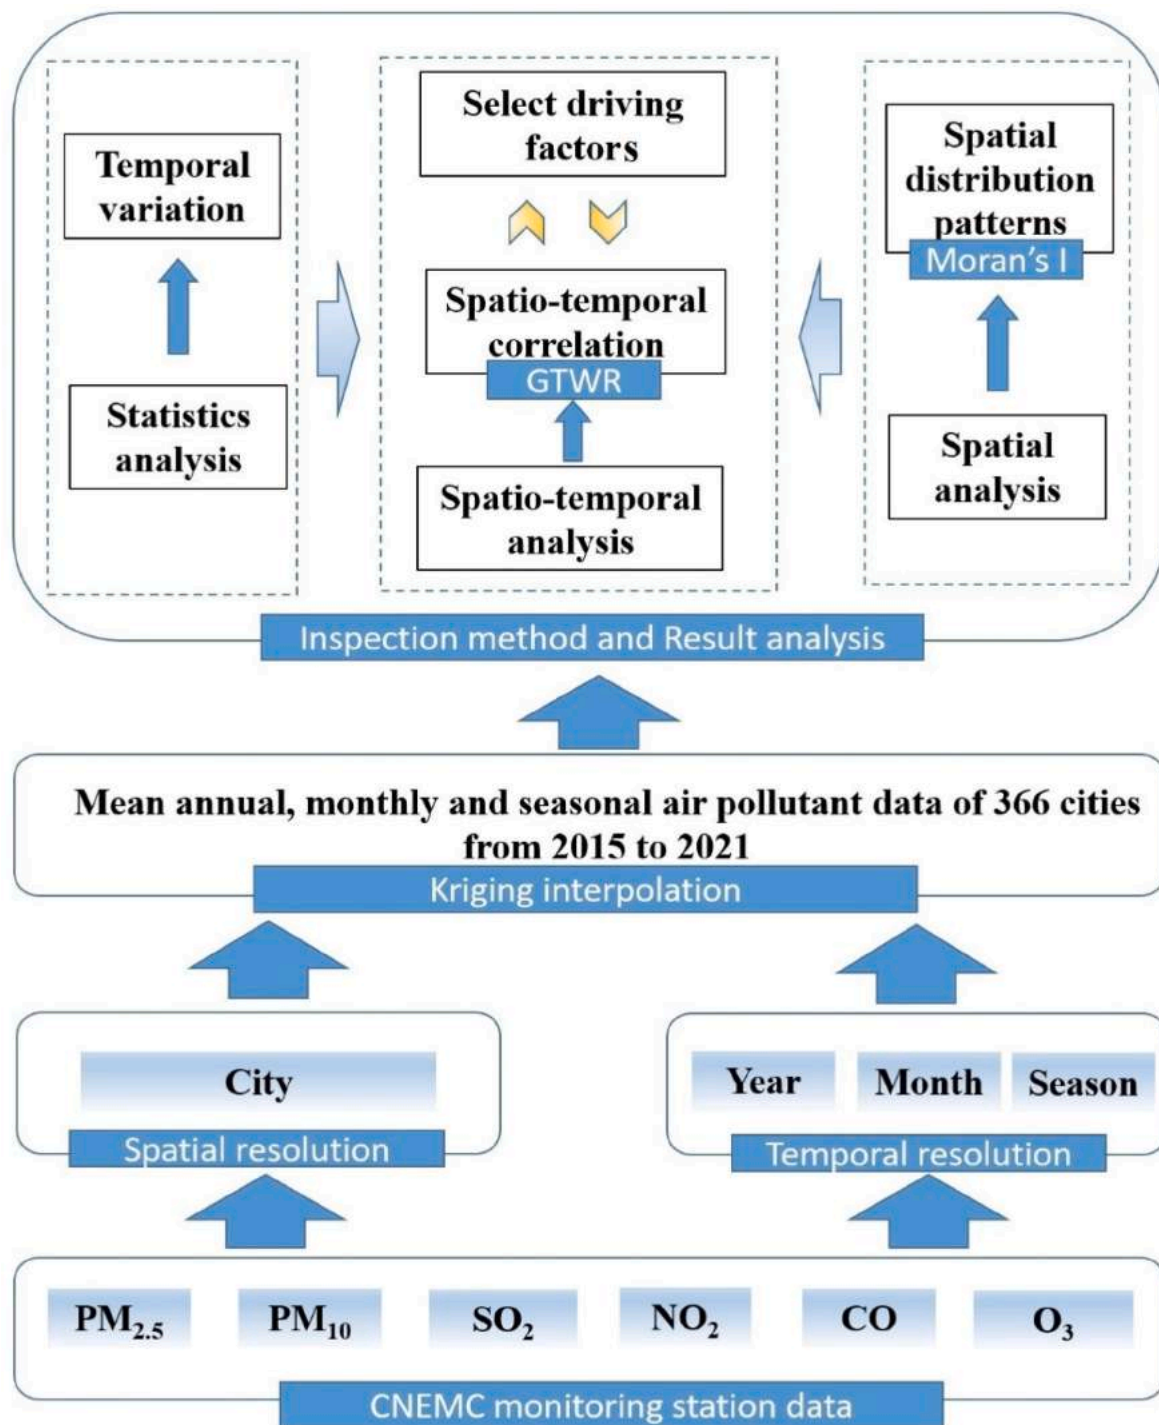 Temporal
variation
Statistics
analysis
Select driving
factors
Spatio-temporal
correlation
GTWR
Spatio-temporal
analysis
Spatial
distribution
patterns
Moran's I
Spatial
analysis
Inspection method and Result analysis
Mean annual, monthly and seasonal air pollutant data of 366 cities
from 2015 to 2021
Kriging interpolation
City
Spatial resolution
Year Month Season
Temporal resolution
PM₂.₅ PM₁₀ SO₂ NO₂ CO O₃
CNEMC monitoring station data